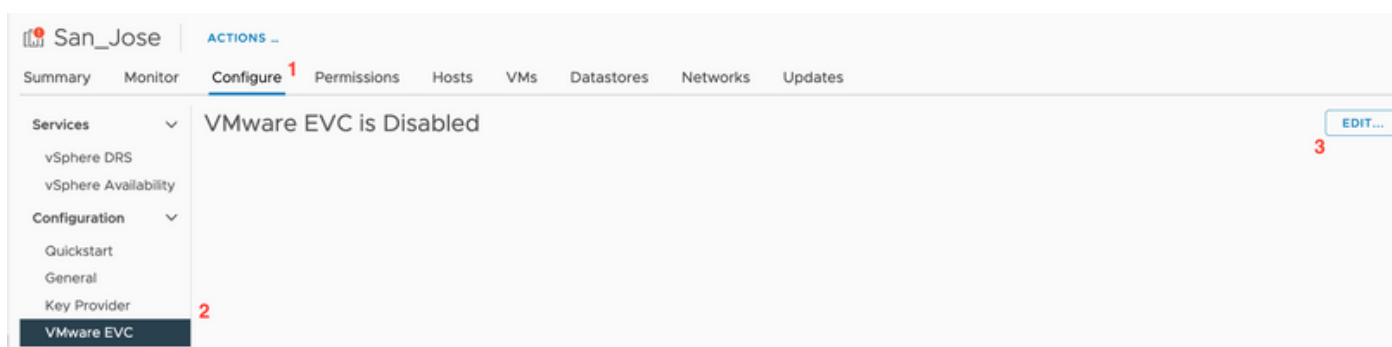 San_Jose ACTIONS ...
Summary Monitor Configure 1 Permissions Hosts VMs Datastores Networks Updates
Services
vSphere DRS
vSphere Availability
Configuration
Quickstart
General
Key Provider
VMware EVC
2
VMware EVC is Disabled
EDIT...
3